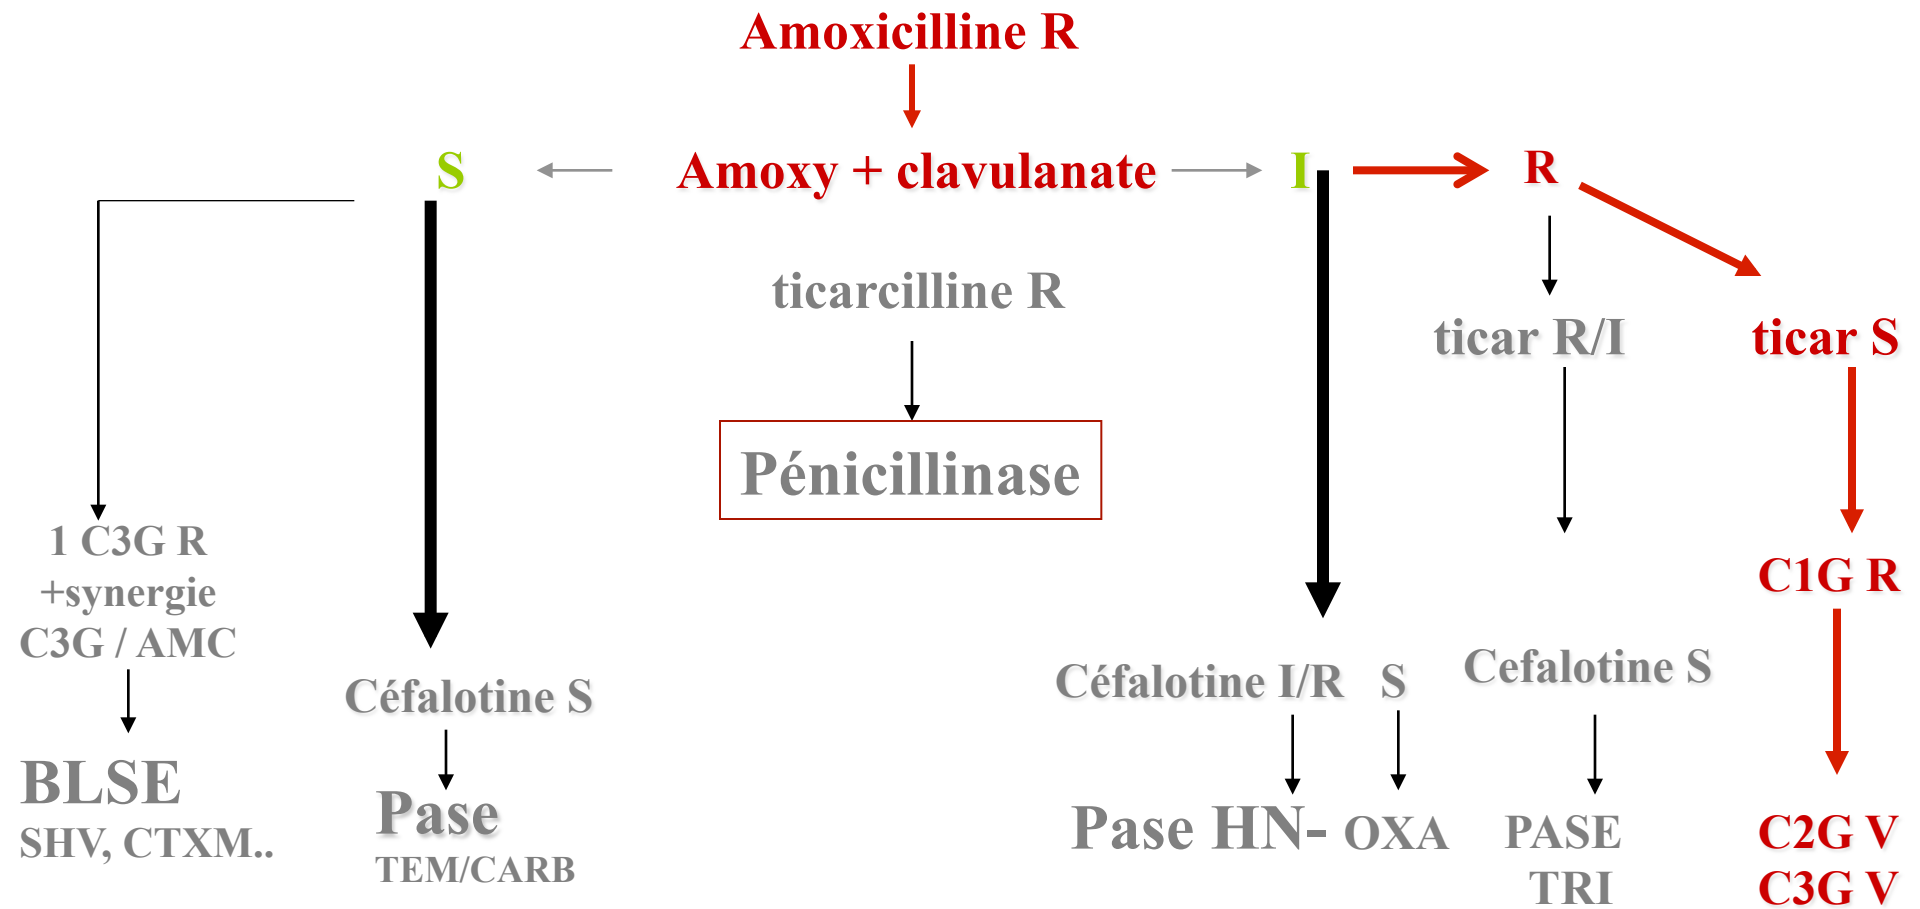 Amoxicilline R
S
Amoxy + clavulanate
I
R
ticarcilline R
ticar R/I
ticar S
Pénicillinase
1 C3G R
+synergie
C3G / AMC
C1G R
Céfalotine S
Céfalotine I/R S
Cefalotine S
BLSE
SHV, CTXM..
Pase
TEM/CARB
Pase HN- OXA
PASE
TRI
C2G V
C3G V